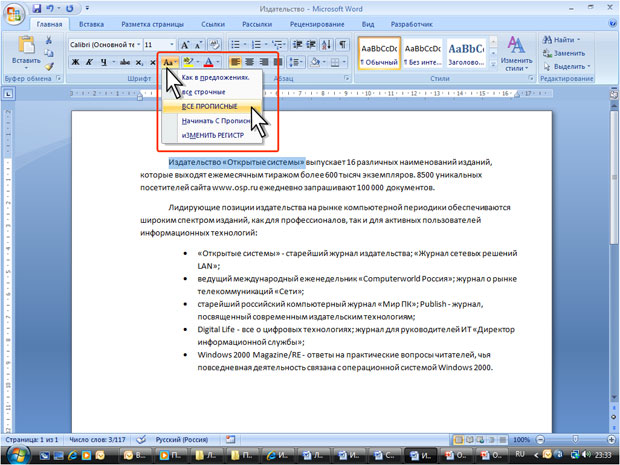 Издательство - Microsoft Word
Главная Вставка Разметка страницы Ссылки Рассылки Рецензирование Вид Разработчик
Calibri (Основной те 11
Вставить
Ж К Ч abc x₂ x² Aa
AaBbCcDc AaBbCcDc AaBbCc
¶ Обычный ¶ Без инте... Заголово...
Изменить стили
Найти
Заменить
Выделить
Буфер обмена Шрифт Абзац Стили Редактирование
Как в предложениях.
все строчные
ВСЕ ПРОПИСНЫЕ
Начинать С Прописн
иЗМЕНИТЬ РЕГИСТР
Издательство «Открытые системы» выпускает 16 различных наименований изданий,
которые выходят ежемесячным тиражом более 600 тысяч экземпляров. 8500 уникальных
посетителей сайта www.osp.ru ежедневно запрашивают 100 000 документов.
Лидирующие позиции издательства на рынке компьютерной периодики обеспечиваются
широким спектром изданий, как для профессионалов, так и для активных пользователей
информационных технологий:
• «Открытые системы» - старейший журнал издательства; «Журнал сетевых решений
LAN»;
• ведущий международный еженедельник «Computerworld Россия»; журнал о рынке
телекоммуникаций «Сети»;
• старейший российский компьютерный журнал «Мир ПК»; Publish - журнал,
посвященный современным издательским технологиям;
• Digital Life - все о цифровых технологиях; журнал для руководителей ИТ «Директор
информационной службы»;
• Windows 2000 Magazine/RE - ответы на практические вопросы читателей, чья
повседневная деятельность связана с операционной системой Windows 2000.
Страница: 1 из 1 Число слов: 3/117 Русский (Россия) 100%
RU 23:33